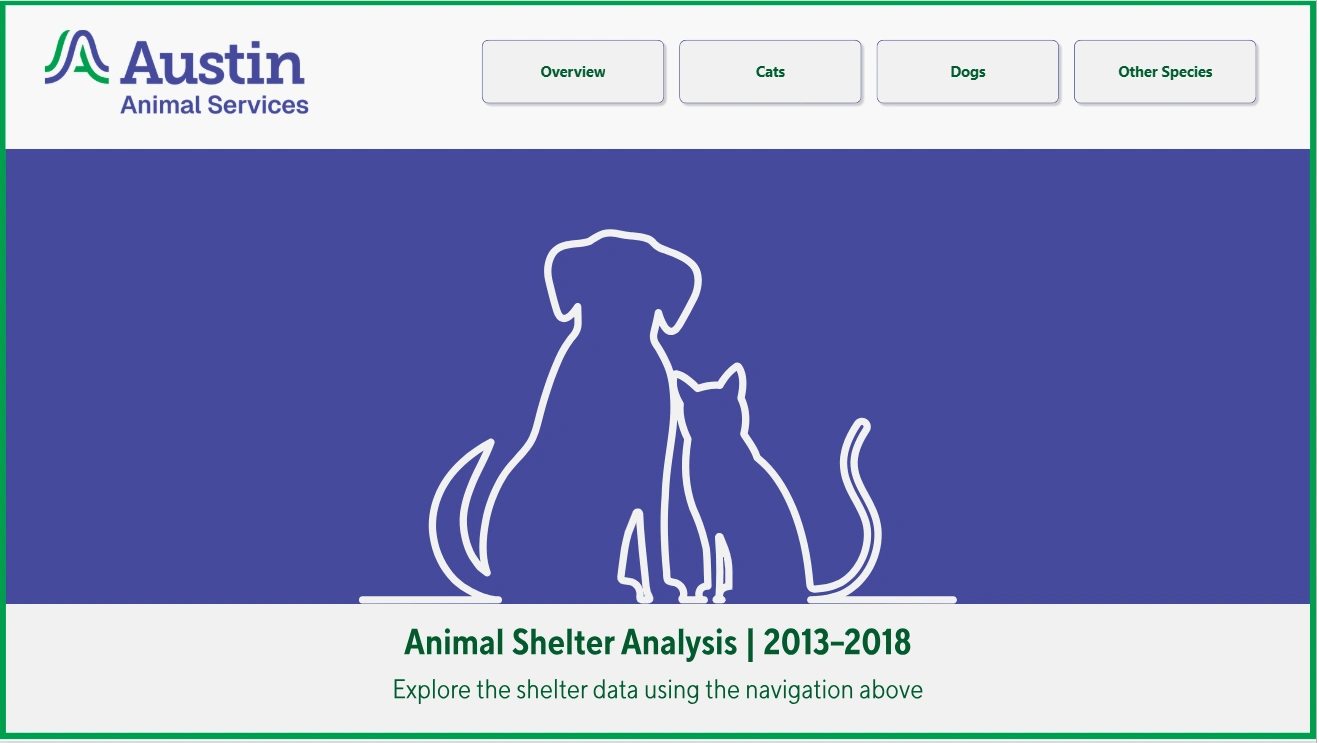 Austin
Animal Services
Overview
Cats
Dogs
Other Species
Animal Shelter Analysis | 2013–2018
Explore the shelter data using the navigation above